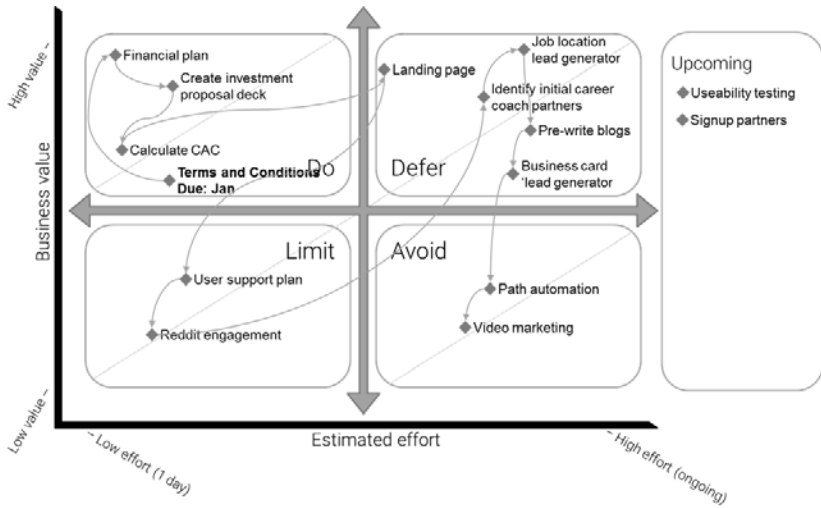 High value –
Business value
Low value –
Financial plan
Create investment
proposal deck
Calculate CAC
Terms and Conditions
Due: Jan
Do
Landing page
Job location
lead generator
Identify initial career
coach partners
Pre-write blogs
Business card
'lead generator
Defer
Limit
User support plan
Reddit engagement
Avoid
Path automation
Video marketing
Upcoming
Useability testing
Signup partners
– Low effort (1 day)
Estimated effort
– High effort (ongoing)